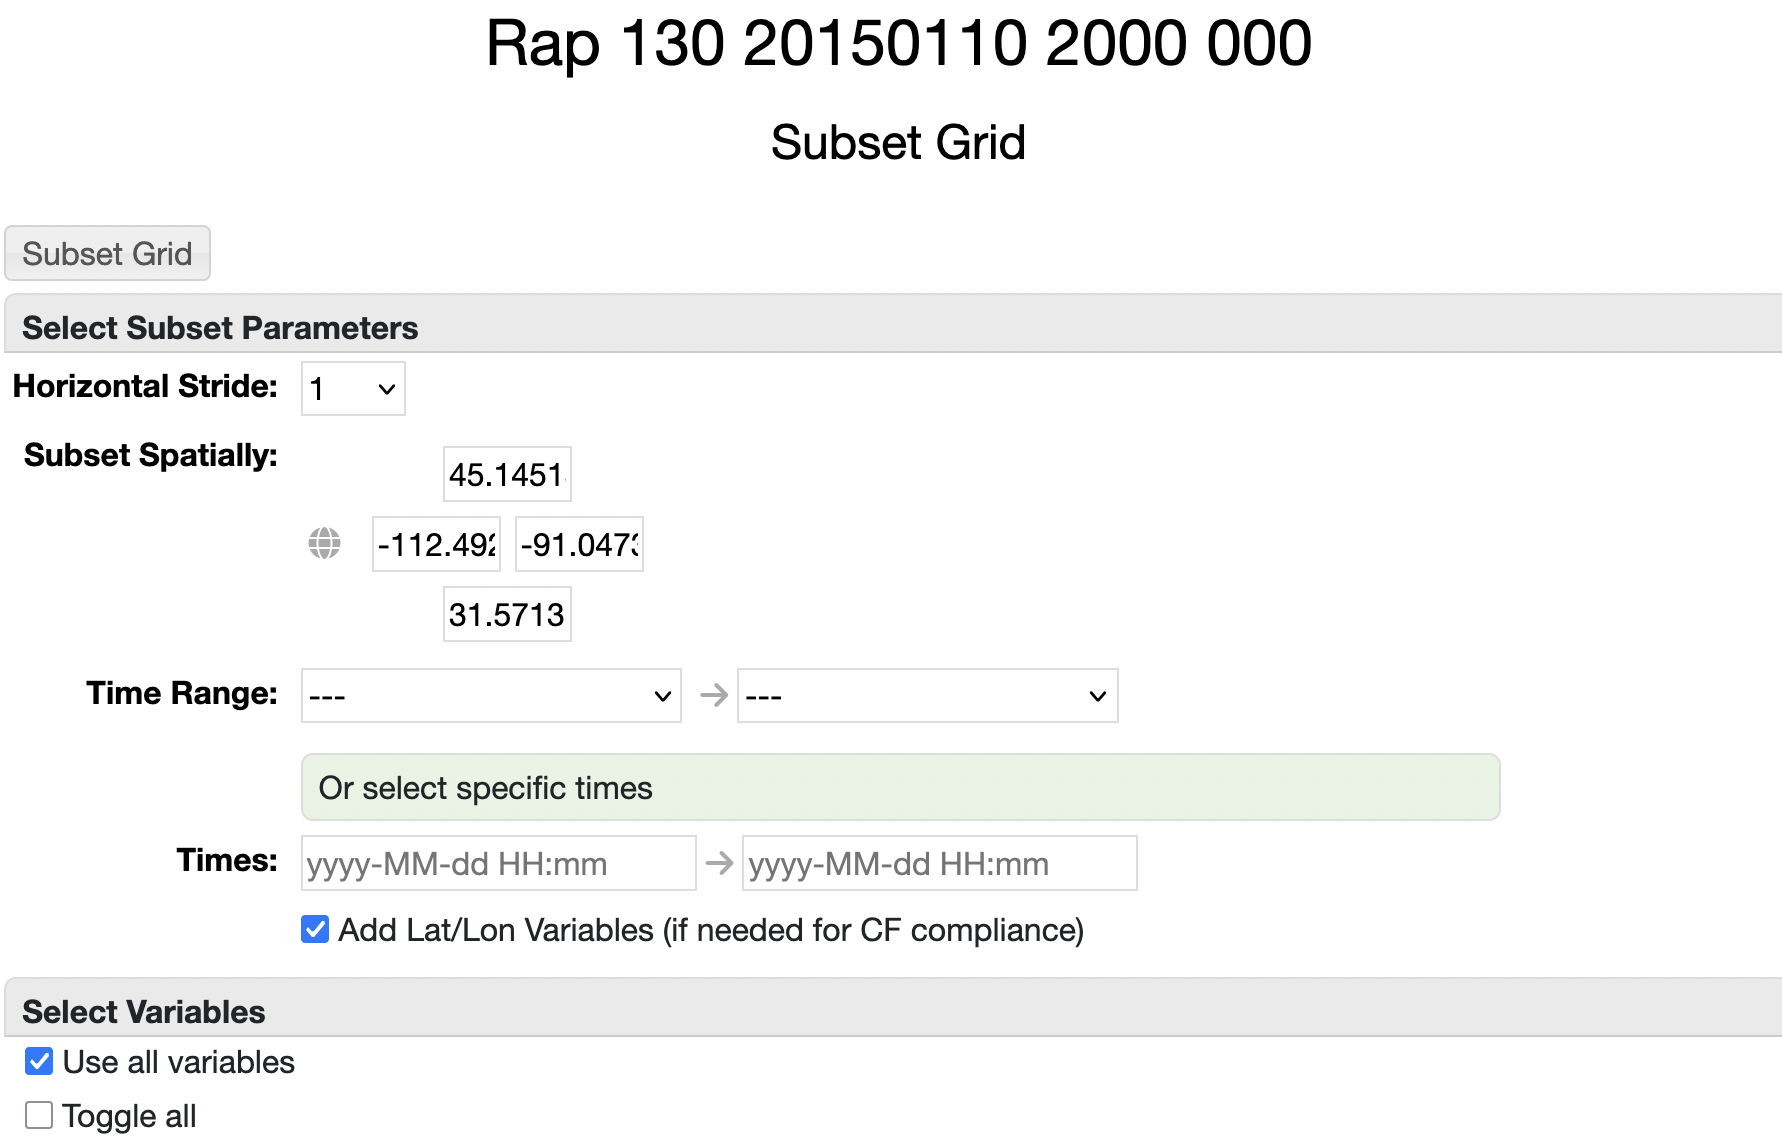 Rap 130 20150110 2000 000
Subset Grid
Subset Grid
Select Subset Parameters
Horizontal Stride: 1
Subset Spatially: 45.1451
-112.492 -91.0473
31.5713
Time Range: --- → ---
Or select specific times
Times: yyyy-MM-dd HH:mm → yyyy-MM-dd HH:mm
Add Lat/Lon Variables (if needed for CF compliance)
Select Variables
Use all variables
Toggle all